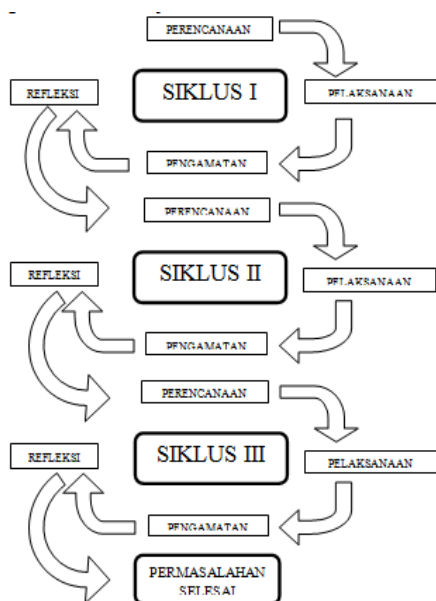 PERENCANAAN
REFLEKSI
SIKLUS I
PELAKSANAAN
PENGAMATAN
PERENCANAAN
REFLEKSI
SIKLUS II
PELAKSANAAN
PENGAMATAN
PERENCANAAN
REFLEKSI
SIKLUS III
PELAKSANAAN
PENGAMATAN
PERMASALAHAN
SELESAI